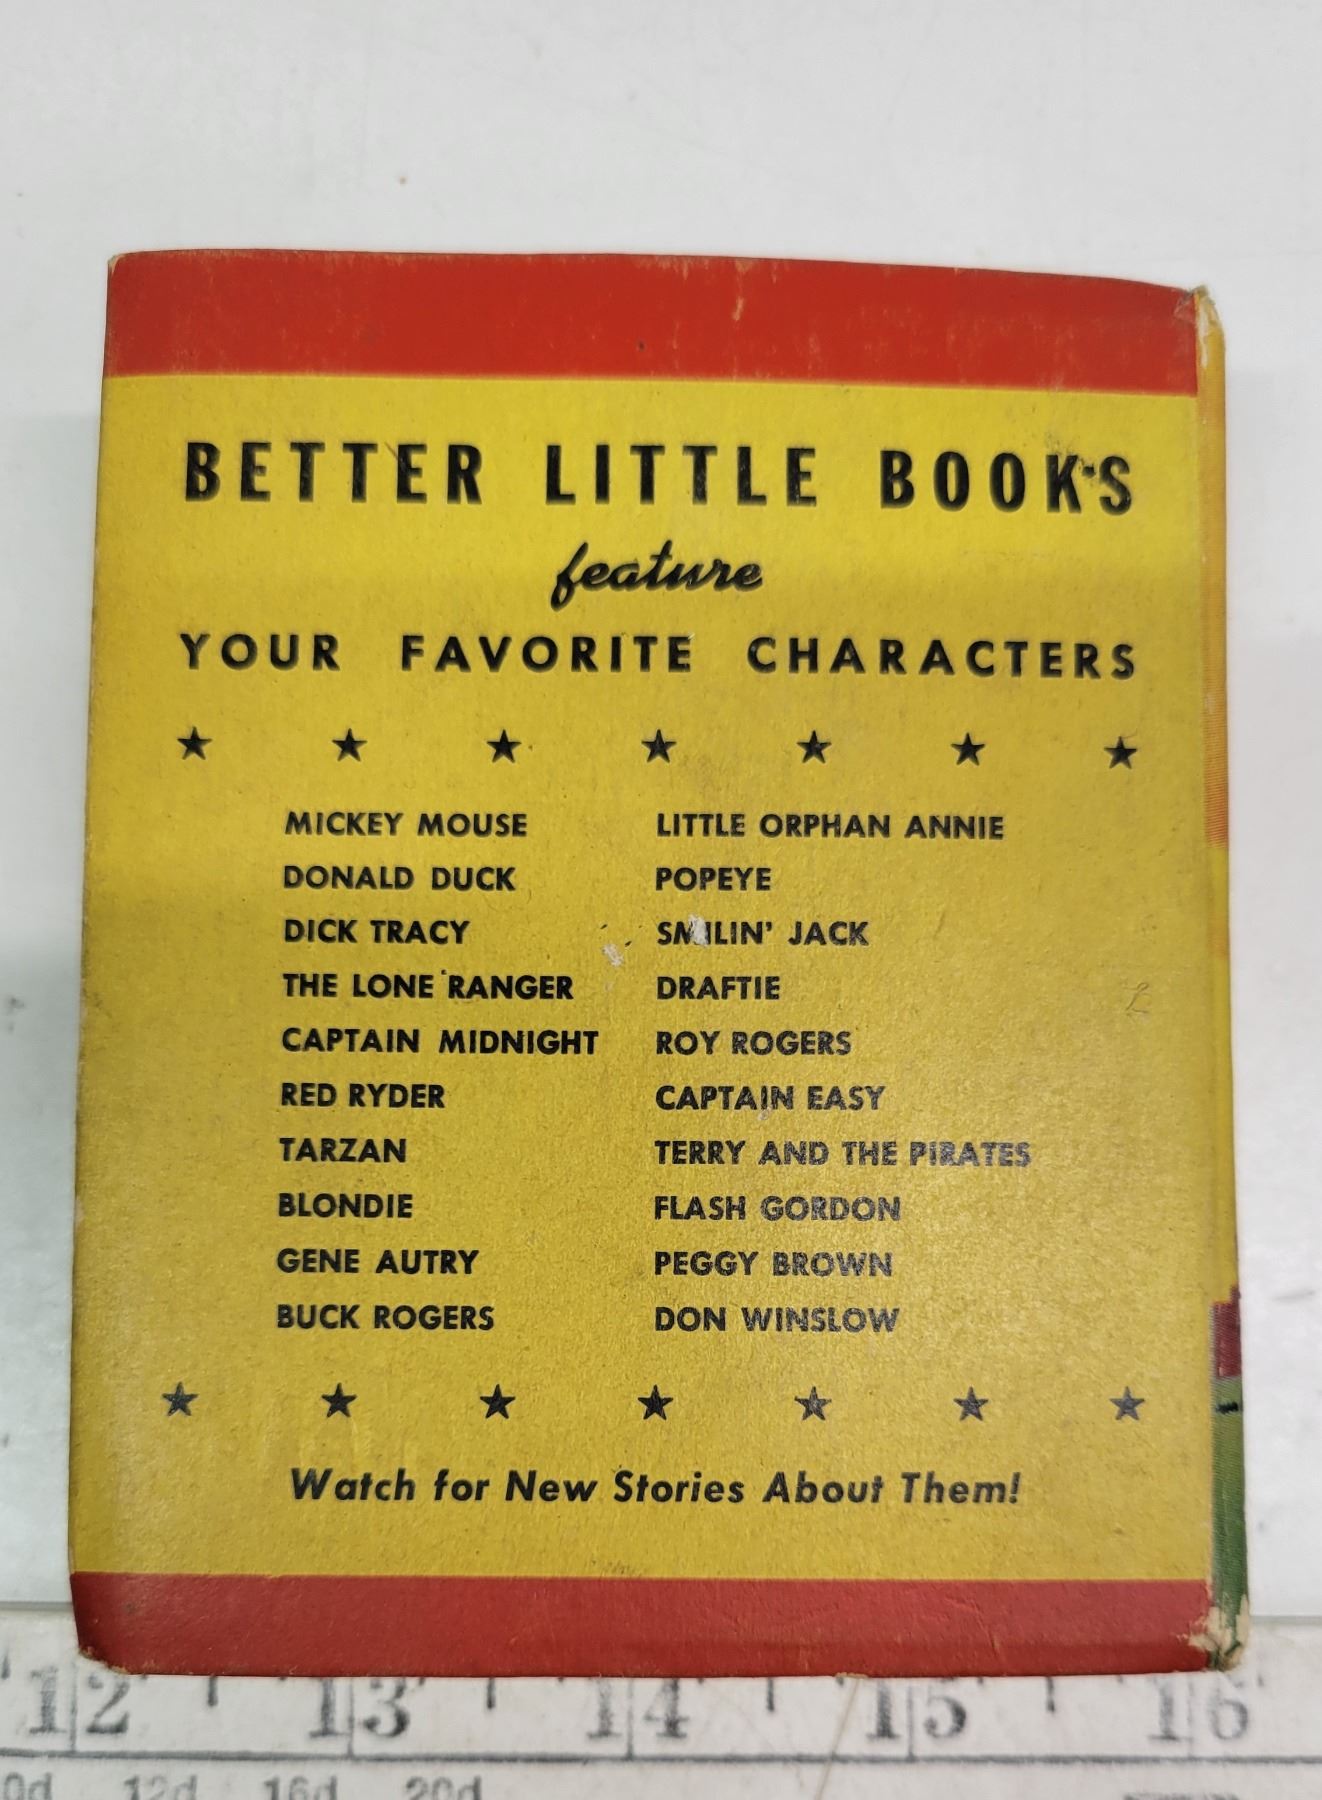 BETTER LITTLE BOOKS
feature
YOUR FAVORITE CHARACTERS
MICKEY MOUSE
DONALD DUCK
DICK TRACY
THE LONE RANGER
CAPTAIN MIDNIGHT
RED RYDER
TARZAN
BLONDIE
GENE AUTRY
BUCK ROGERS
LITTLE ORPHAN ANNIE
POPEYE
SMILIN' JACK
DRAFTIE
ROY ROGERS
CAPTAIN EASY
TERRY AND THE PIRATES
FLASH GORDON
PEGGY BROWN
DON WINSLOW
Watch for New Stories About Them!
12 13 14 15 16
12d 16d 20d